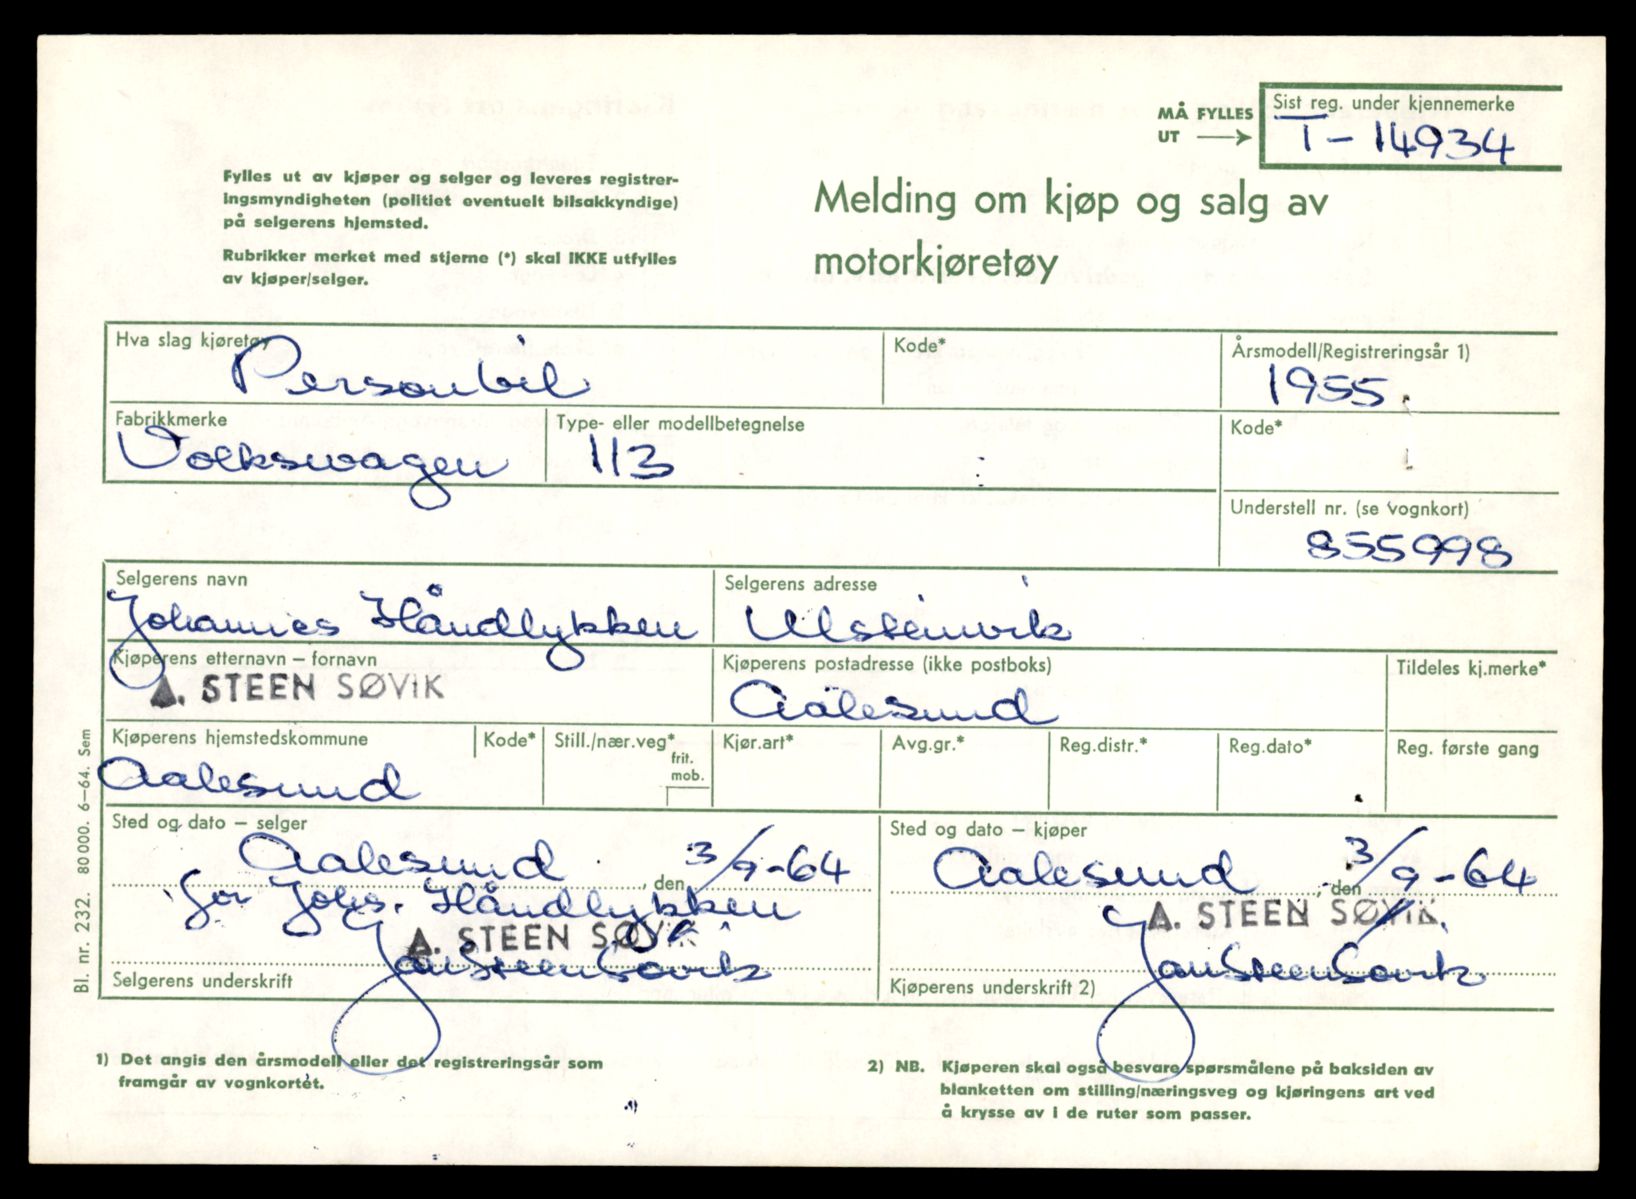 MÅ FYLLES
UT
Sist reg. under kjennemerke
T-14934
Fylles ut av kjøper og selger og leveres registrer-
ingsmyndigheten (politiet eventuelt bilsakkyndige)
på selgerens hjemsted.
Rubrikker merket med stjerne (*) skal IKKE utfylles
av kjøper/selger.
Melding om kjøp og salg av
motorkjøretøy
Hva slag kjøretøy
Personbil
Kode*
Årsmodell/Registreringsår 1)
1955
Fabrikkmerke
Volkswagen
Type- eller modellbetegnelse
113
Kode*
Understell nr. (se Vognkort)
855998
Selgerens navn
Johannes Håndlykken
Selgerens adresse
Ulsteinvik
Kjøperens etternavn – fornavn
A. STEEN SØVIK
Kjøperens postadresse (ikke postboks)
Aalesund
Tildeles kj.merke*
Kjøperens hjemstedskommune
Aalesund
Kode*
Still./nær.veg*
frit.
mob.
Kjør.art*
Avg.gr.*
Reg.distr.*
Reg.dato*
Reg. første gang
Sted og dato – selger
Aalesund, den 3/9-64
for Johs. Håndlykken
A. STEEN SØVIK
Jan Steen Søvik
Selgerens underskrift
Sted og dato – kjøper
Aalesund, den 3/9-64
A. STEEN SØVIK
Jan Steen Søvik
Kjøperens underskrift 2)
Bl. nr. 232. 80000. 6–64. Sem
1) Det angis den årsmodell eller det registreringsår som
framgår av vognkortet.
2) NB. Kjøperen skal også besvare spørsmålene på baksiden av
blanketten om stilling/næringsveg og kjøringens art ved
å krysse av i de ruter som passer.